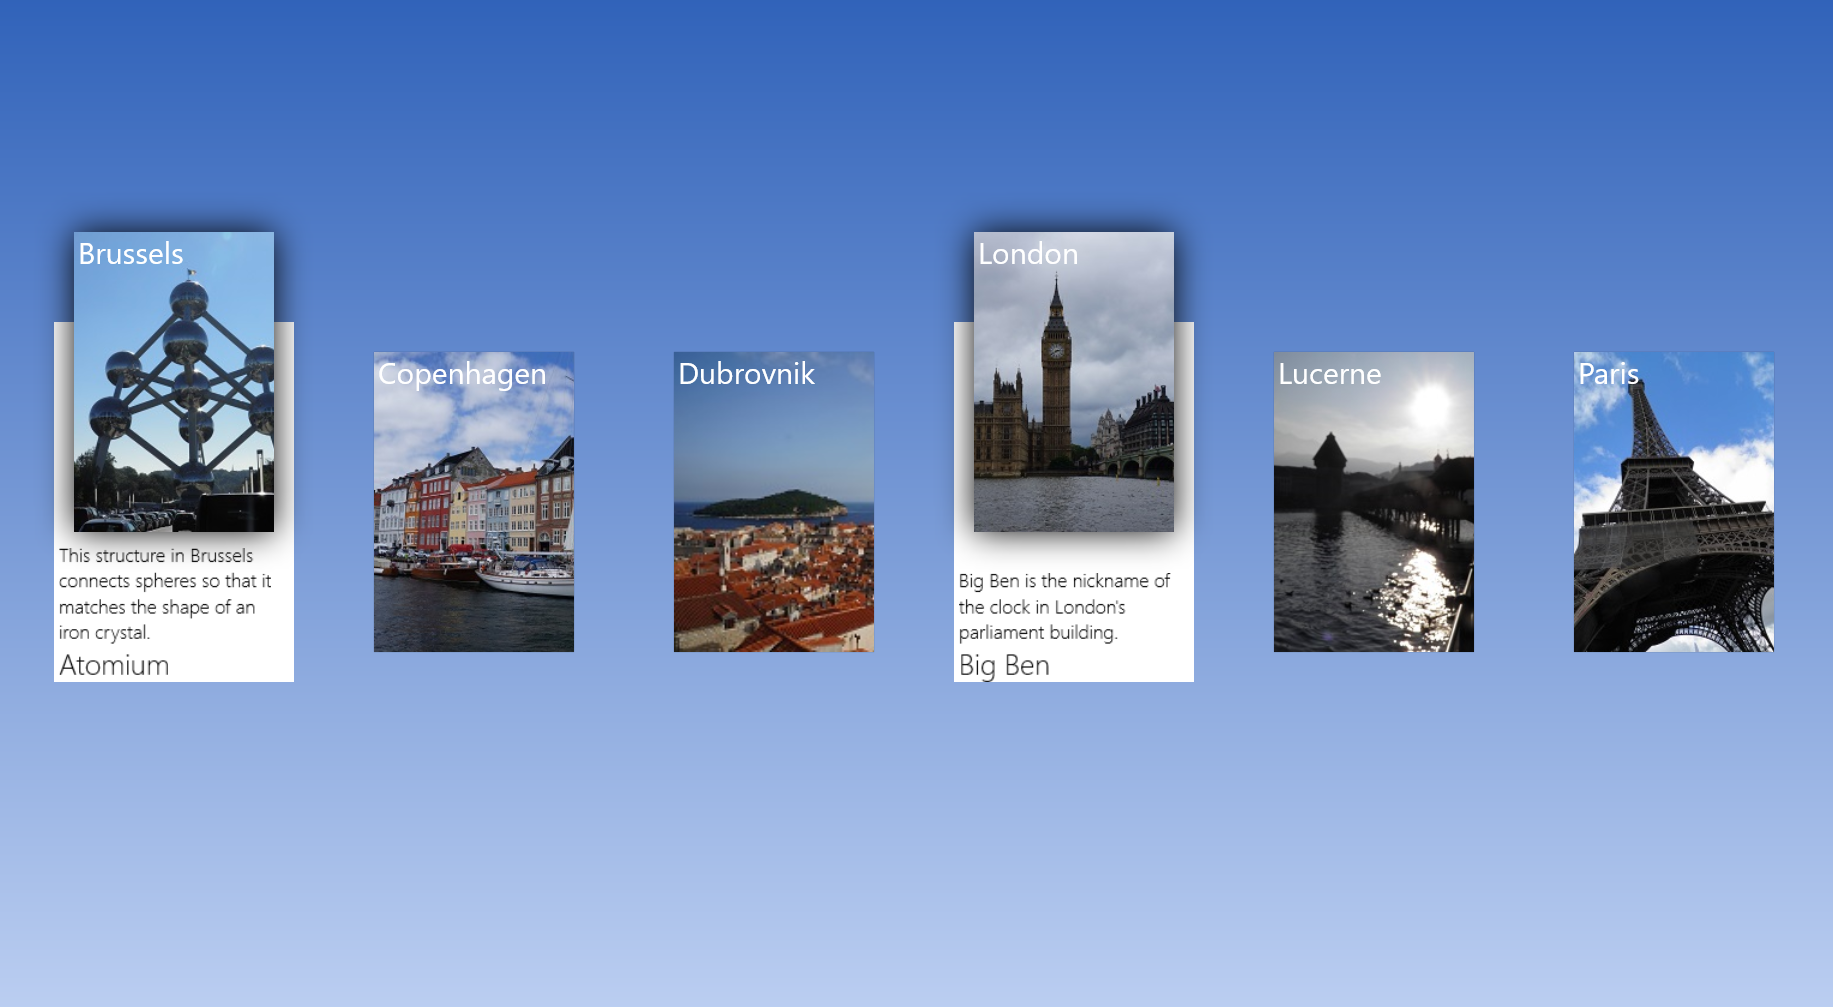 Brussels
This structure in Brussels
connects spheres so that it
matches the shape of an
iron crystal.
Atomium
Copenhagen
Dubrovnik
London
Big Ben is the nickname of
the clock in London's
parliament building.
Big Ben
Lucerne
Paris